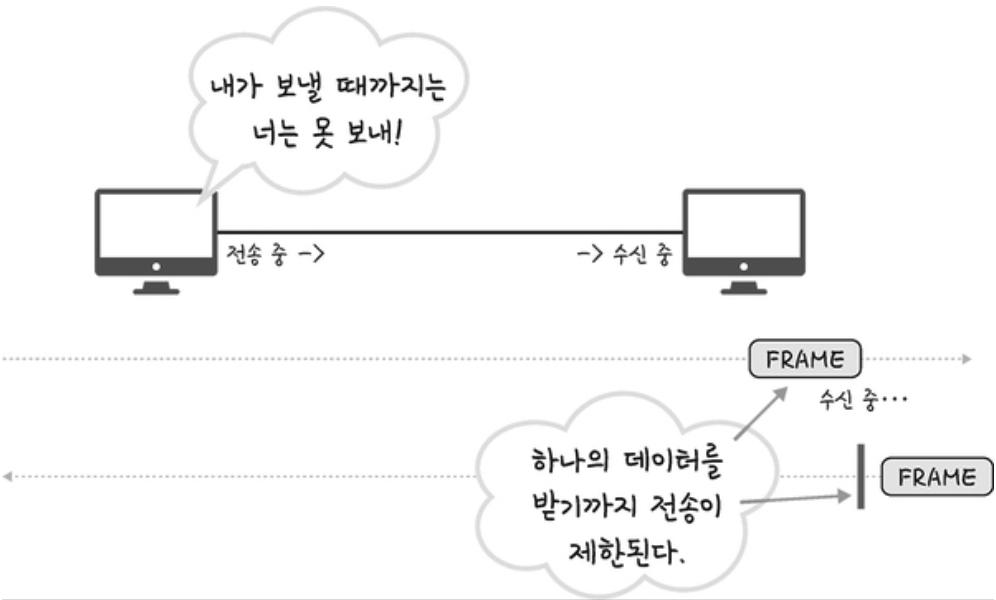 내가 보낼 때까지는
너는 못 보내!
전송 중 ->
-> 수신 중
FRAME
수신 중···
하나의 데이터를
받기까지 전송이
제한된다.
FRAME